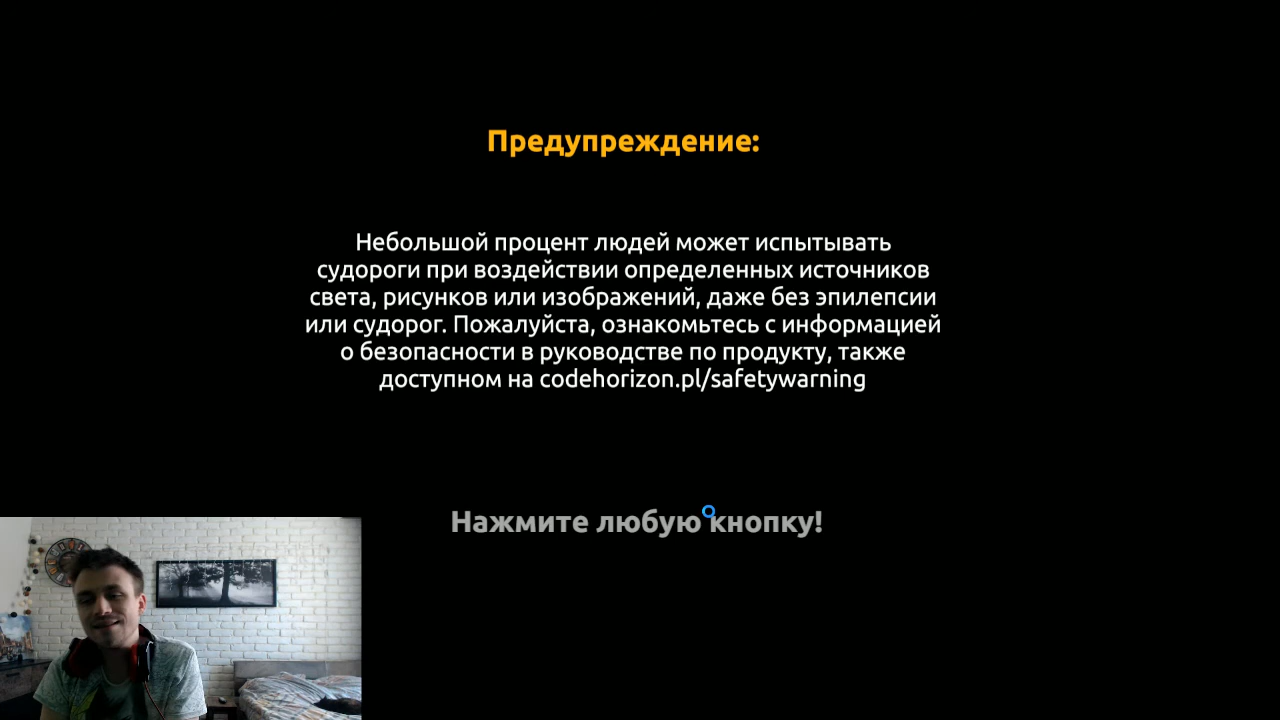 Предупреждение:
Небольшой процент людей может испытывать
судороги при воздействии определенных источников
света, рисунков или изображений, даже без эпилепсии
или судорог. Пожалуйста, ознакомьтесь с информацией
о безопасности в руководстве по продукту, также
доступном на codehorizon.pl/safetywarning
Нажмите любую кнопку!